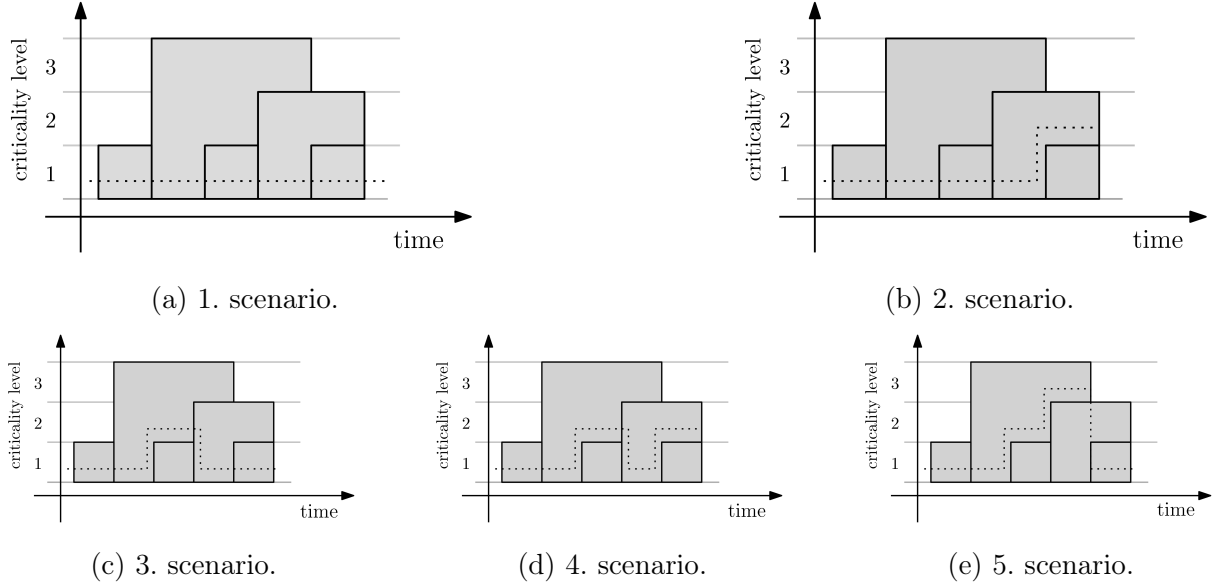 criticality level
3
2
1
time
(a) 1. scenario.
criticality level
3
2
1
time
(b) 2. scenario.
criticality level
3
2
1
time
(c) 3. scenario.
criticality level
3
2
1
time
(d) 4. scenario.
criticality level
3
2
1
time
(e) 5. scenario.